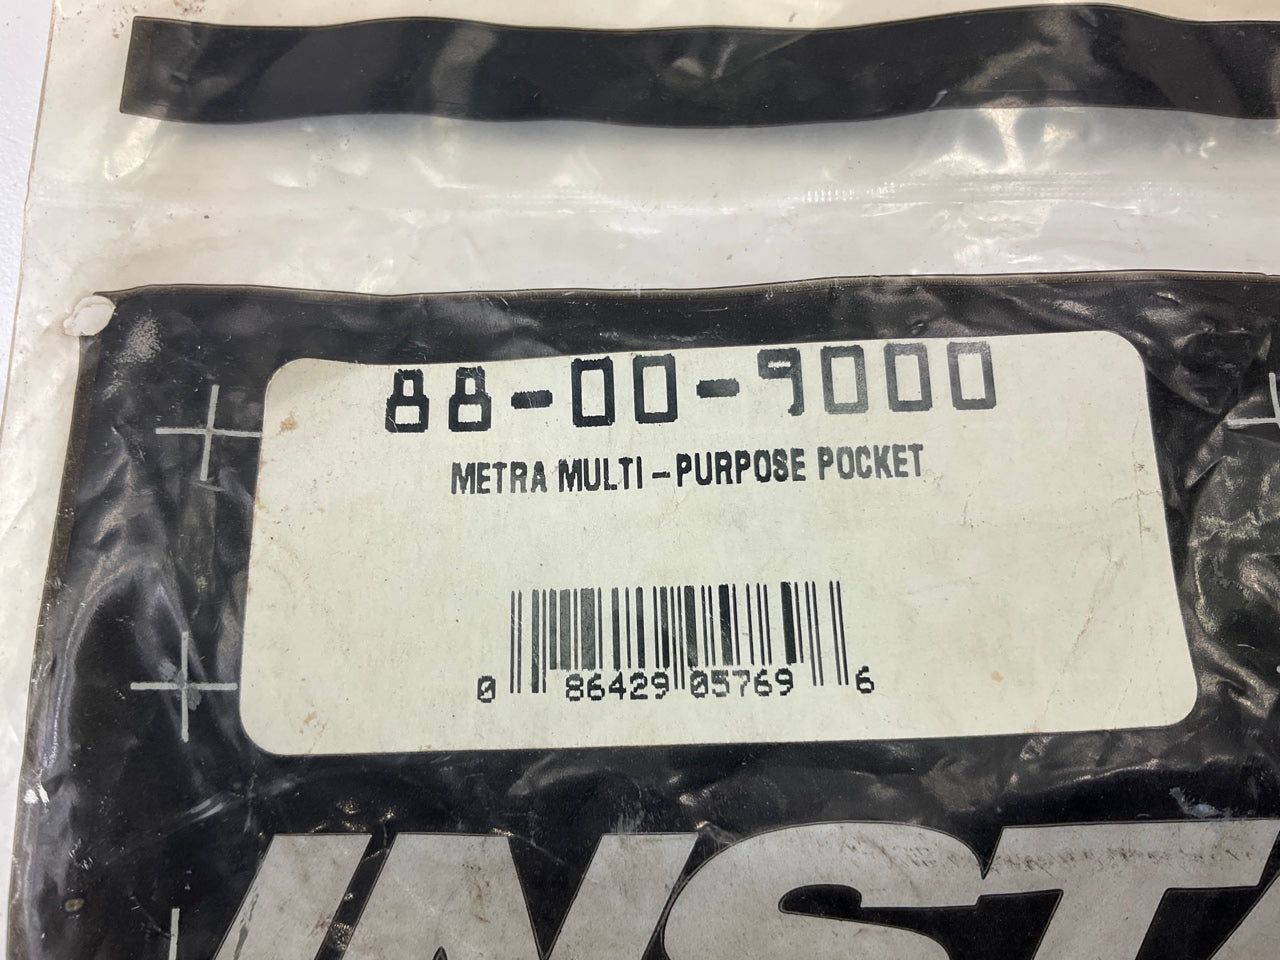 88-00-9000
METRA MULTI-PURPOSE POCKET
0 86429 05769 6